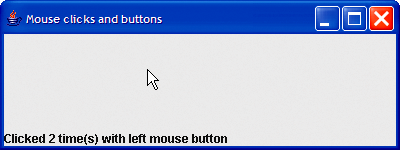 Mouse clicks and buttons
Clicked 2 time(s) with left mouse button